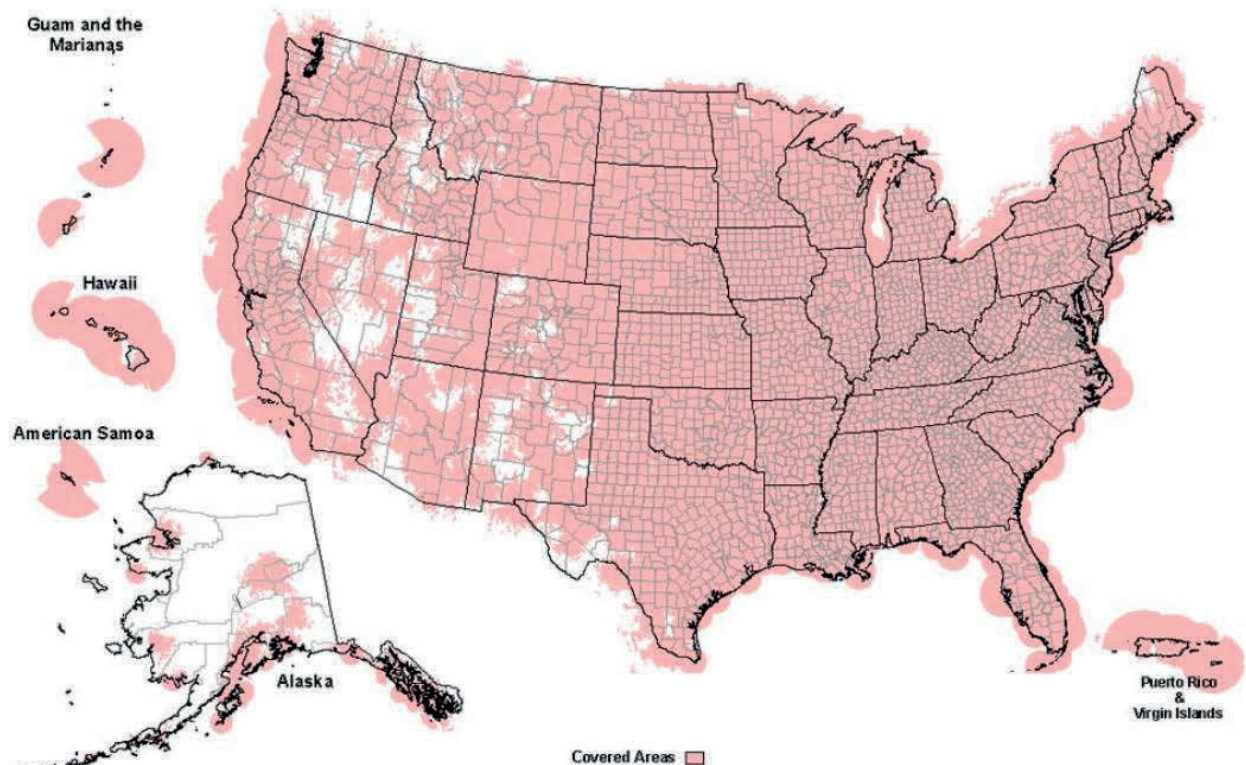 Guam and the
Marianas
Hawaii
American Samoa
Alaska
Puerto Rico
&
Virgin Islands
Covered Areas